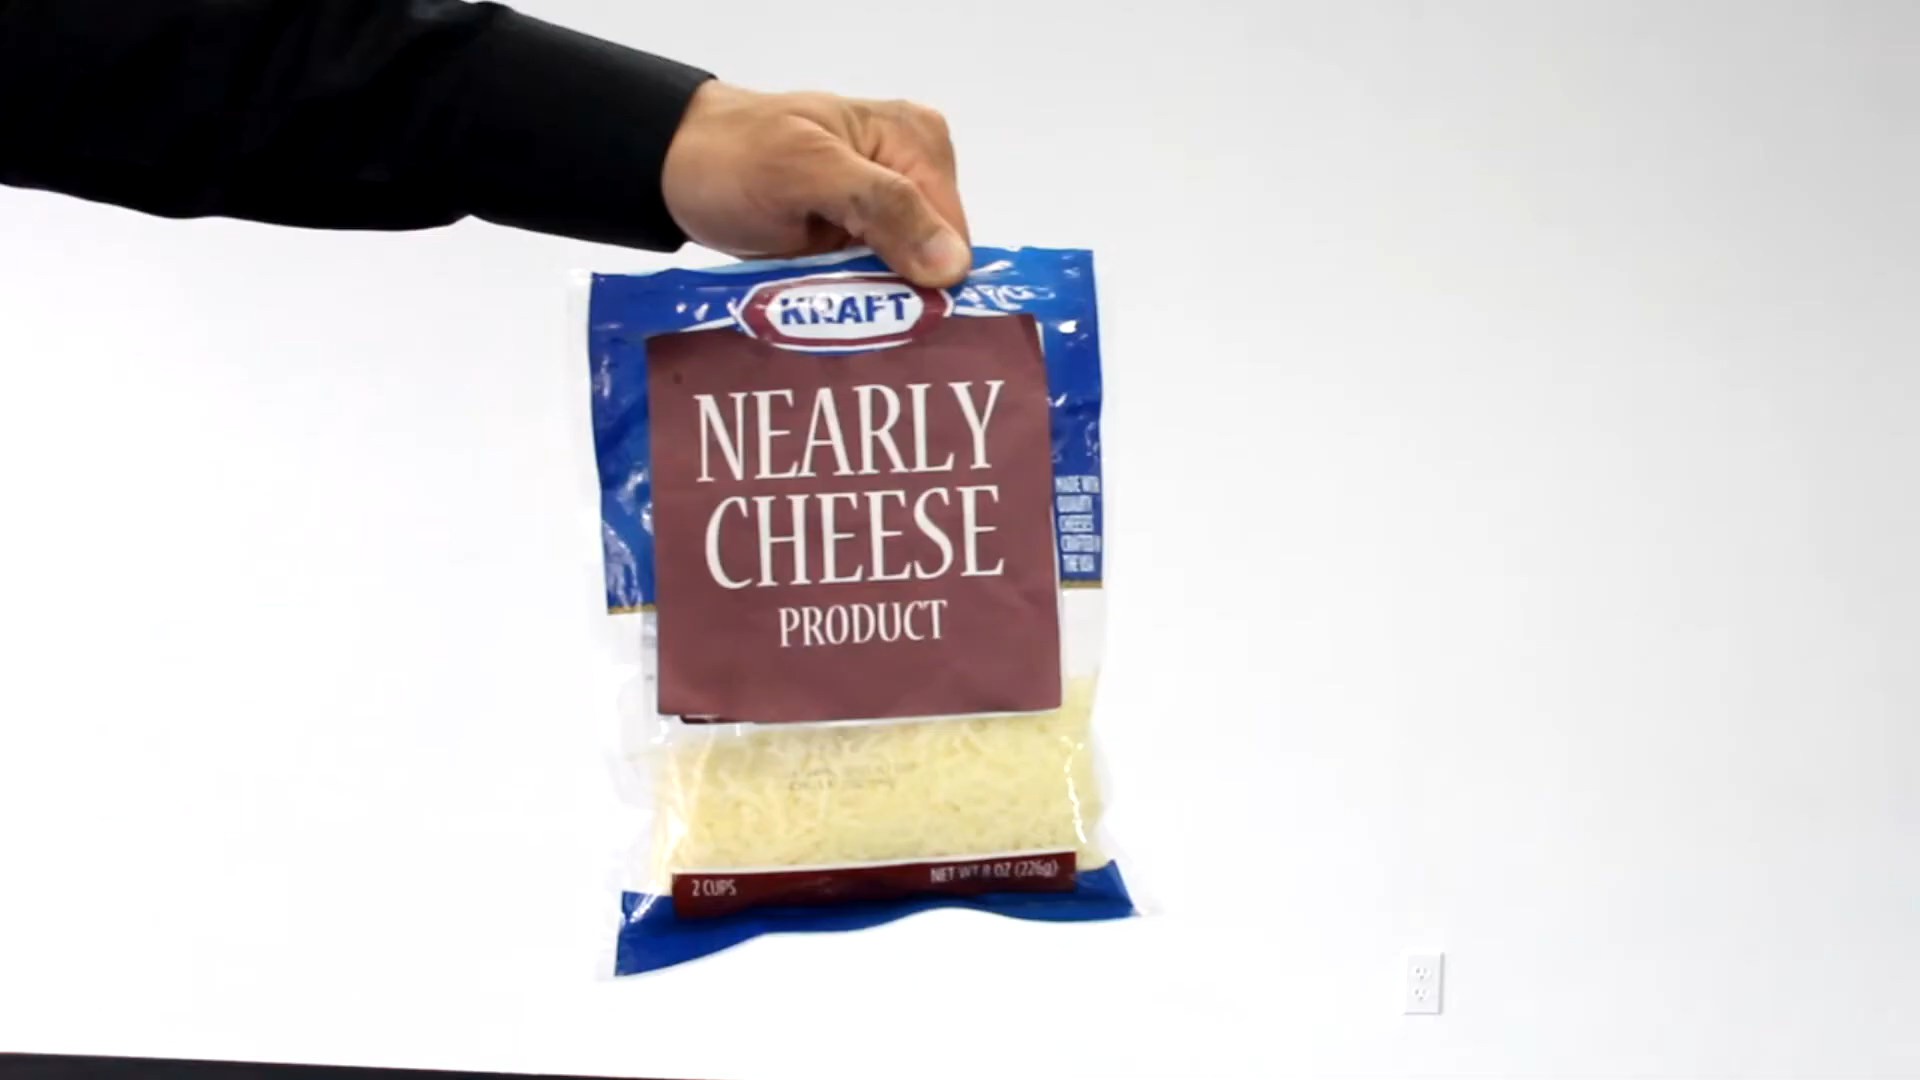 KRAFT
NEARLY
CHEESE
PRODUCT
MADE WITH
QUALITY
CHEESES
CRAFTED IN
THE USA
2 CUPS
NET WT 8 OZ (226g)